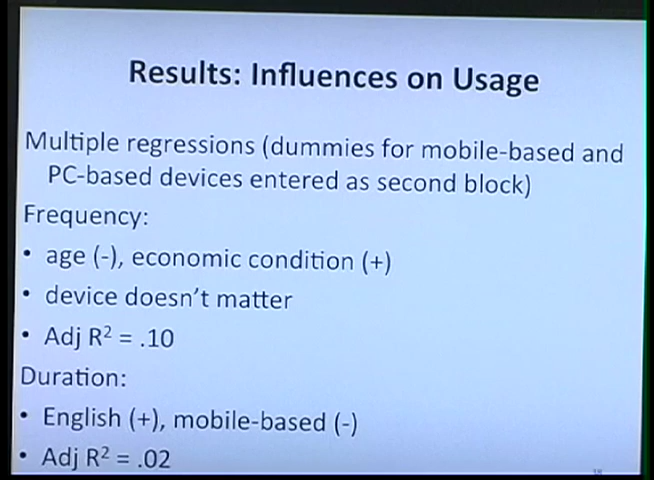 Results: Influences on Usage
Multiple regressions (dummies for mobile-based and
PC-based devices entered as second block)
Frequency:
• age (-), economic condition (+)
• device doesn't matter
• Adj R² = .10
Duration:
• English (+), mobile-based (-)
• Adj R² = .02